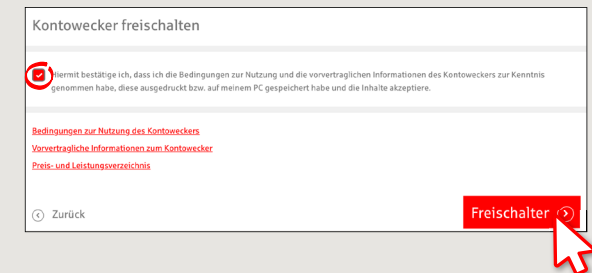 Kontowecker freischalten
Hiermit bestätige ich, dass ich die Bedingungen zur Nutzung und die vorvertraglichen Informationen des Kontoweckers zur Kenntnis
genommen habe, diese ausgedruckt bzw. auf meinem PC gespeichert habe und die Inhalte akzeptiere.
Bedingungen zur Nutzung des Kontoweckers
Vorvertragliche Informationen zum Kontowecker
Preis- und Leistungsverzeichnis
Zurück
Freischalten